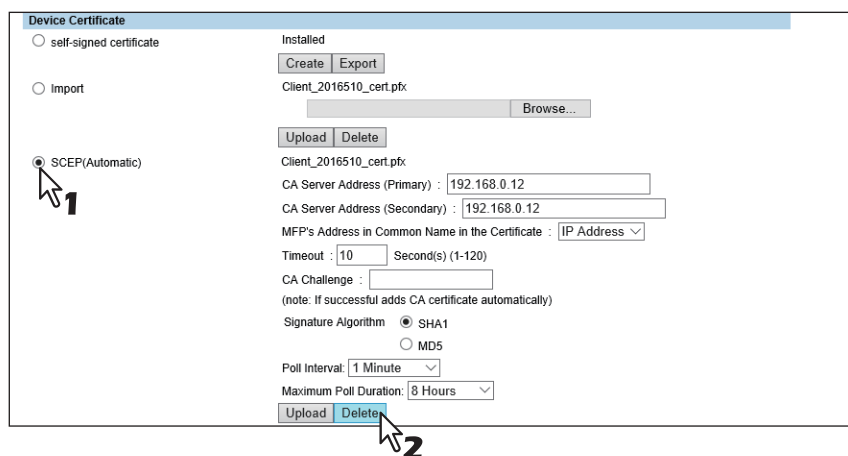 Device Certificate
self-signed certificate Installed
Create Export
Import Client_2016510_cert.pfx
Browse...
Upload Delete
SCEP(Automatic) Client_2016510_cert.pfx
1 CA Server Address (Primary) : 192.168.0.12
CA Server Address (Secondary) : 192.168.0.12
MFP's Address in Common Name in the Certificate : IP Address
Timeout : 10 Second(s) (1-120)
CA Challenge :
(note: If successful adds CA certificate automatically)
Signature Algorithm SHA1
MD5
Poll Interval: 1 Minute
Maximum Poll Duration: 8 Hours
Upload Delete
2